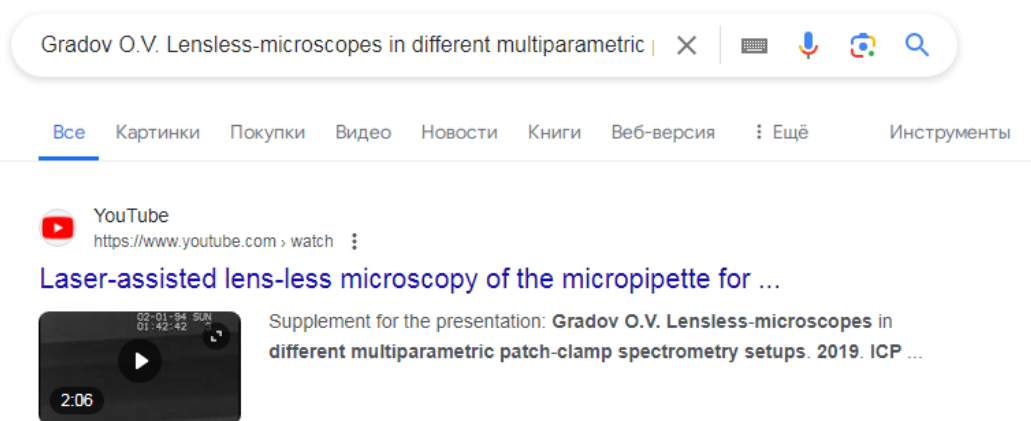 Gradov O.V. Lensless-microscopes in different multiparametric
Все Картинки Покупки Видео Новости Книги Веб-версия Ещё Инструменты
YouTube
https://www.youtube.com › watch
Laser-assisted lens-less microscopy of the micropipette for ...
02-01-94 SUN
01:42:42
2:06
Supplement for the presentation: Gradov O.V. Lensless-microscopes in
different multiparametric patch-clamp spectrometry setups. 2019. ICP ...